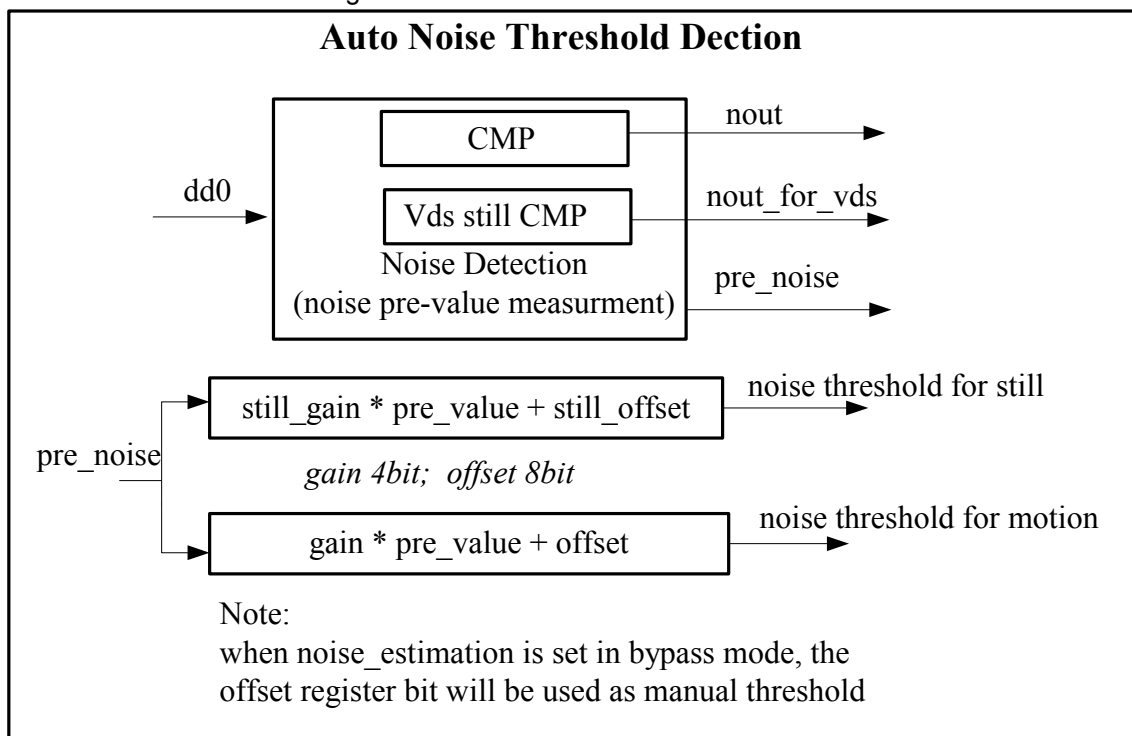 Auto Noise Threshold Dection
CMP
nout
dd0
Vds still CMP
nout_for_vds
Noise Detection
(noise pre-value measurment)
pre_noise
still_gain * pre_value + still_offset
noise threshold for still
pre_noise
gain 4bit; offset 8bit
gain * pre_value + offset
noise threshold for motion
Note:
when noise_estimation is set in bypass mode, the
offset register bit will be used as manual threshold